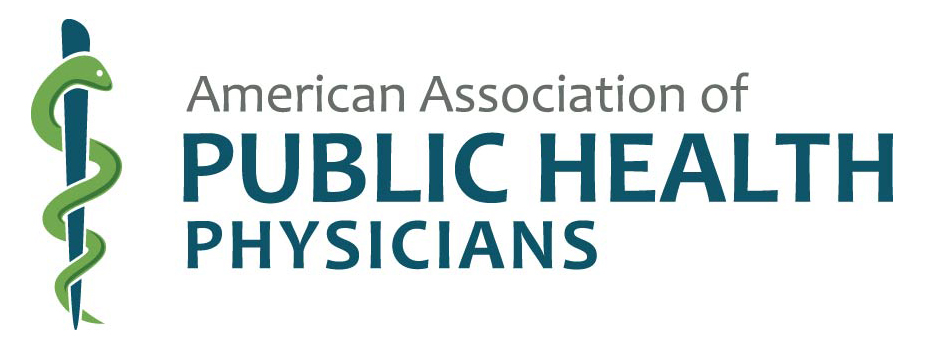 American Association of
PUBLIC HEALTH
PHYSICIANS